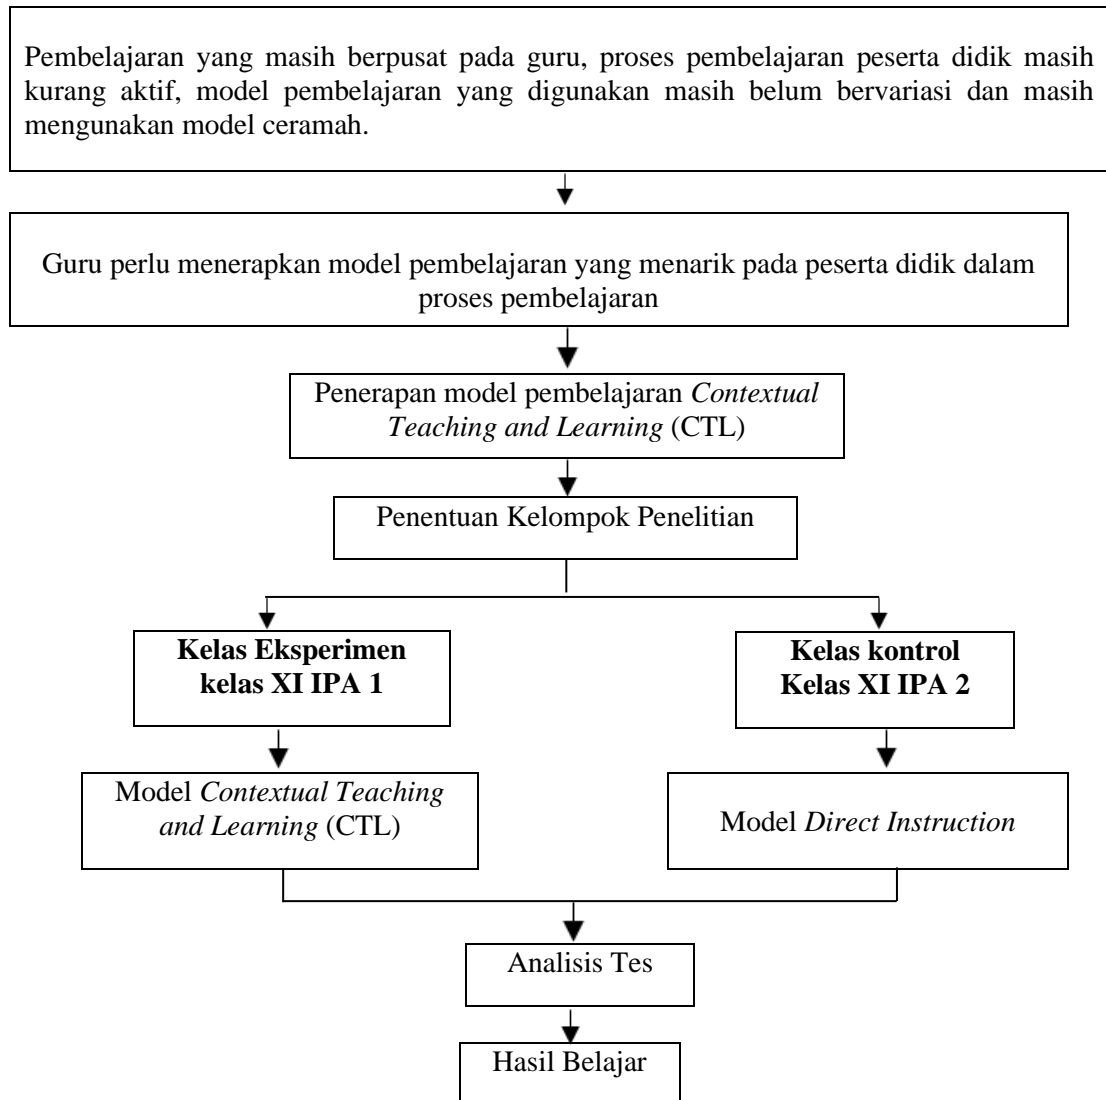 Pembelajaran yang masih berpusat pada guru, proses pembelajaran peserta didik masih
kurang aktif, model pembelajaran yang digunakan masih belum bervariasi dan masih
mengunakan model ceramah.
Guru perlu menerapkan model pembelajaran yang menarik pada peserta didik dalam
proses pembelajaran
Penerapan model pembelajaran Contextual
Teaching and Learning (CTL)
Penentuan Kelompok Penelitian
Kelas Eksperimen
kelas XI IPA 1
Kelas kontrol
Kelas XI IPA 2
Model Contextual Teaching
and Learning (CTL)
Model Direct Instruction
Analisis Tes
Hasil Belajar